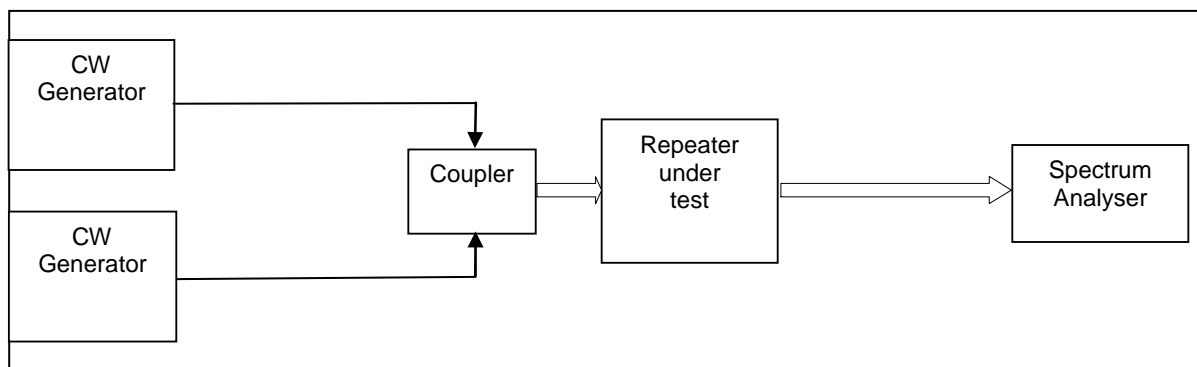 CW
Generator
Coupler
Repeater
under
test
Spectrum
Analyser
CW
Generator